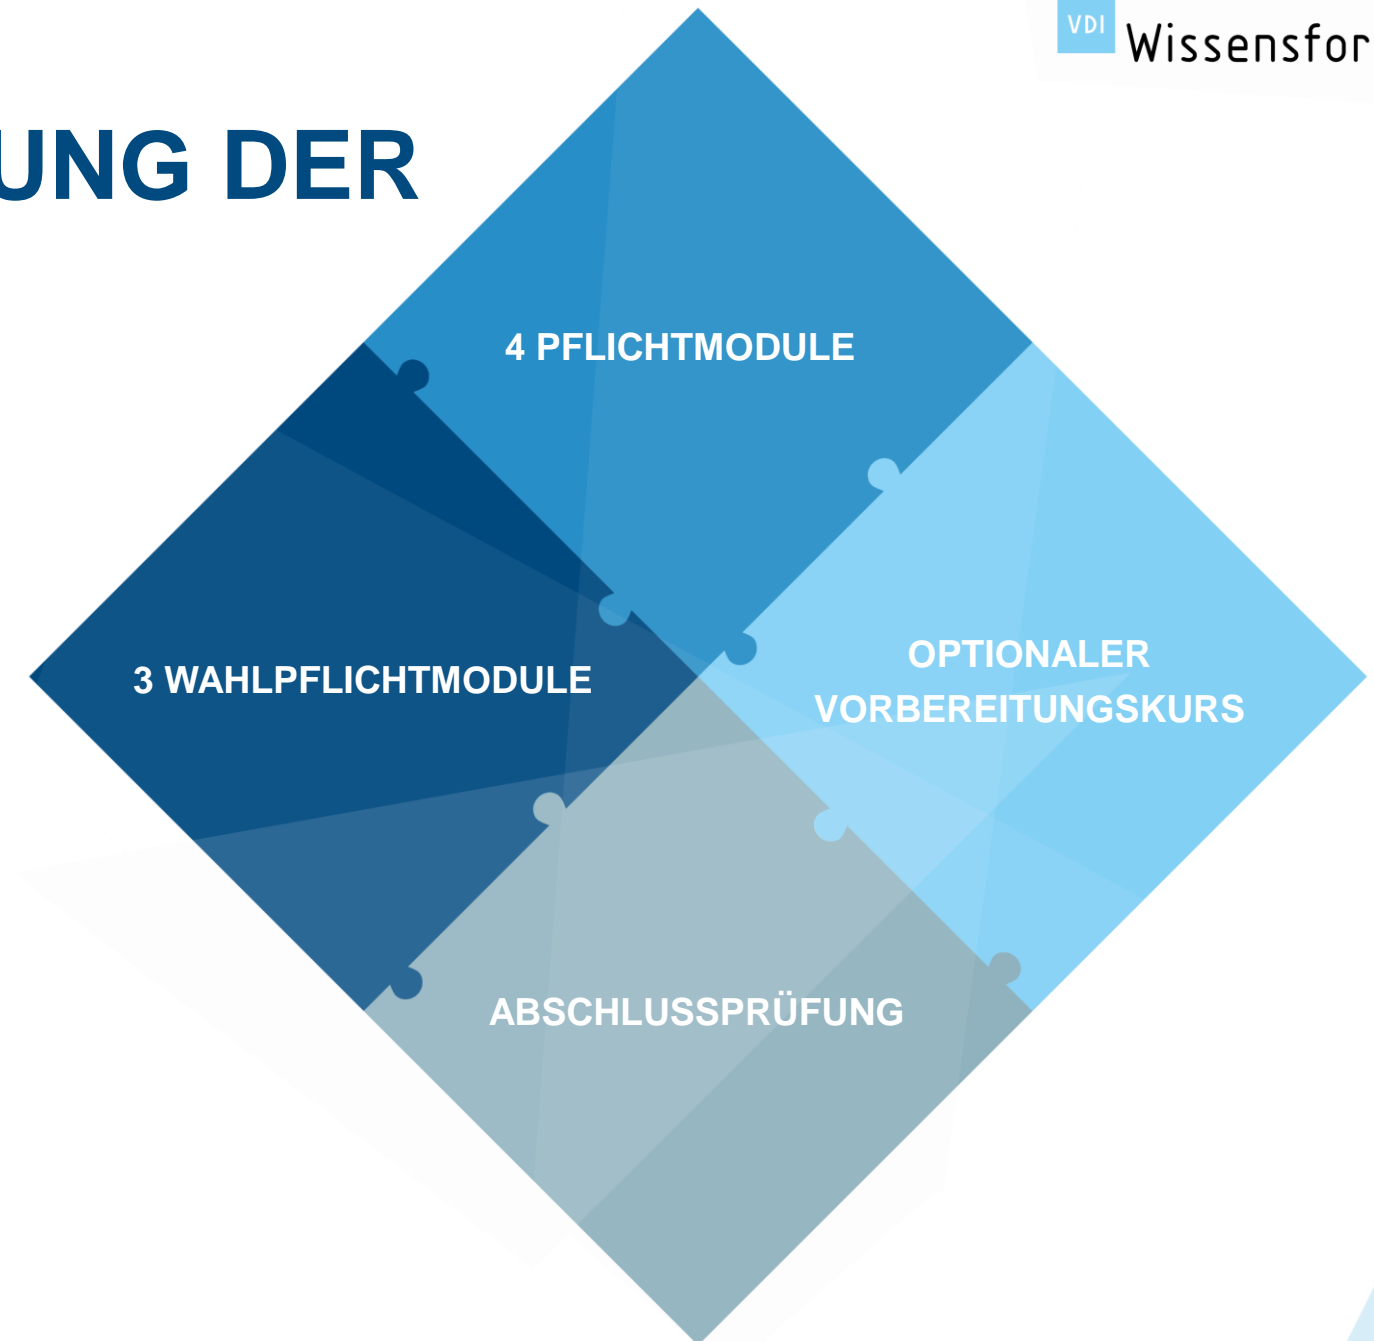 VDI Wissensfor
UNG DER
4 PFLICHTMODULE
3 WAHLPFLICHTMODULE
OPTIONALER
VORBEREITUNGSKURS
ABSCHLUSSPRÜFUNG